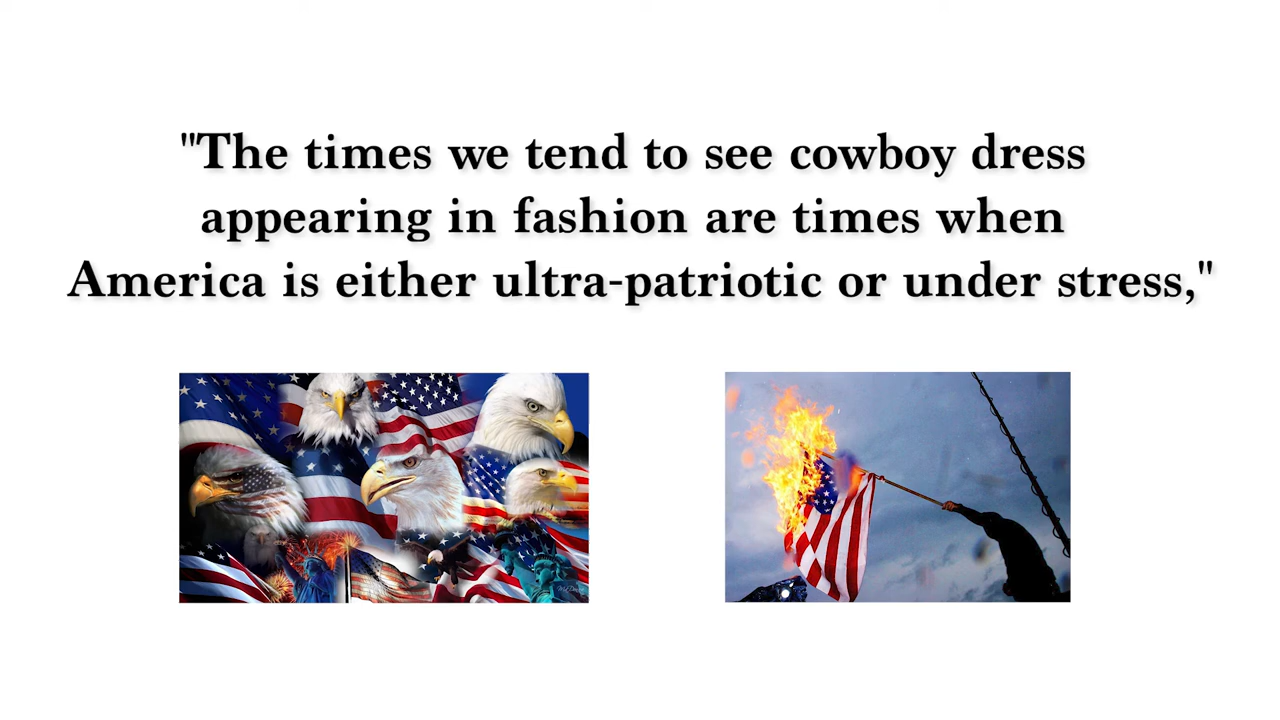 "The times we tend to see cowboy dress
appearing in fashion are times when
America is either ultra-patriotic or under stress,"